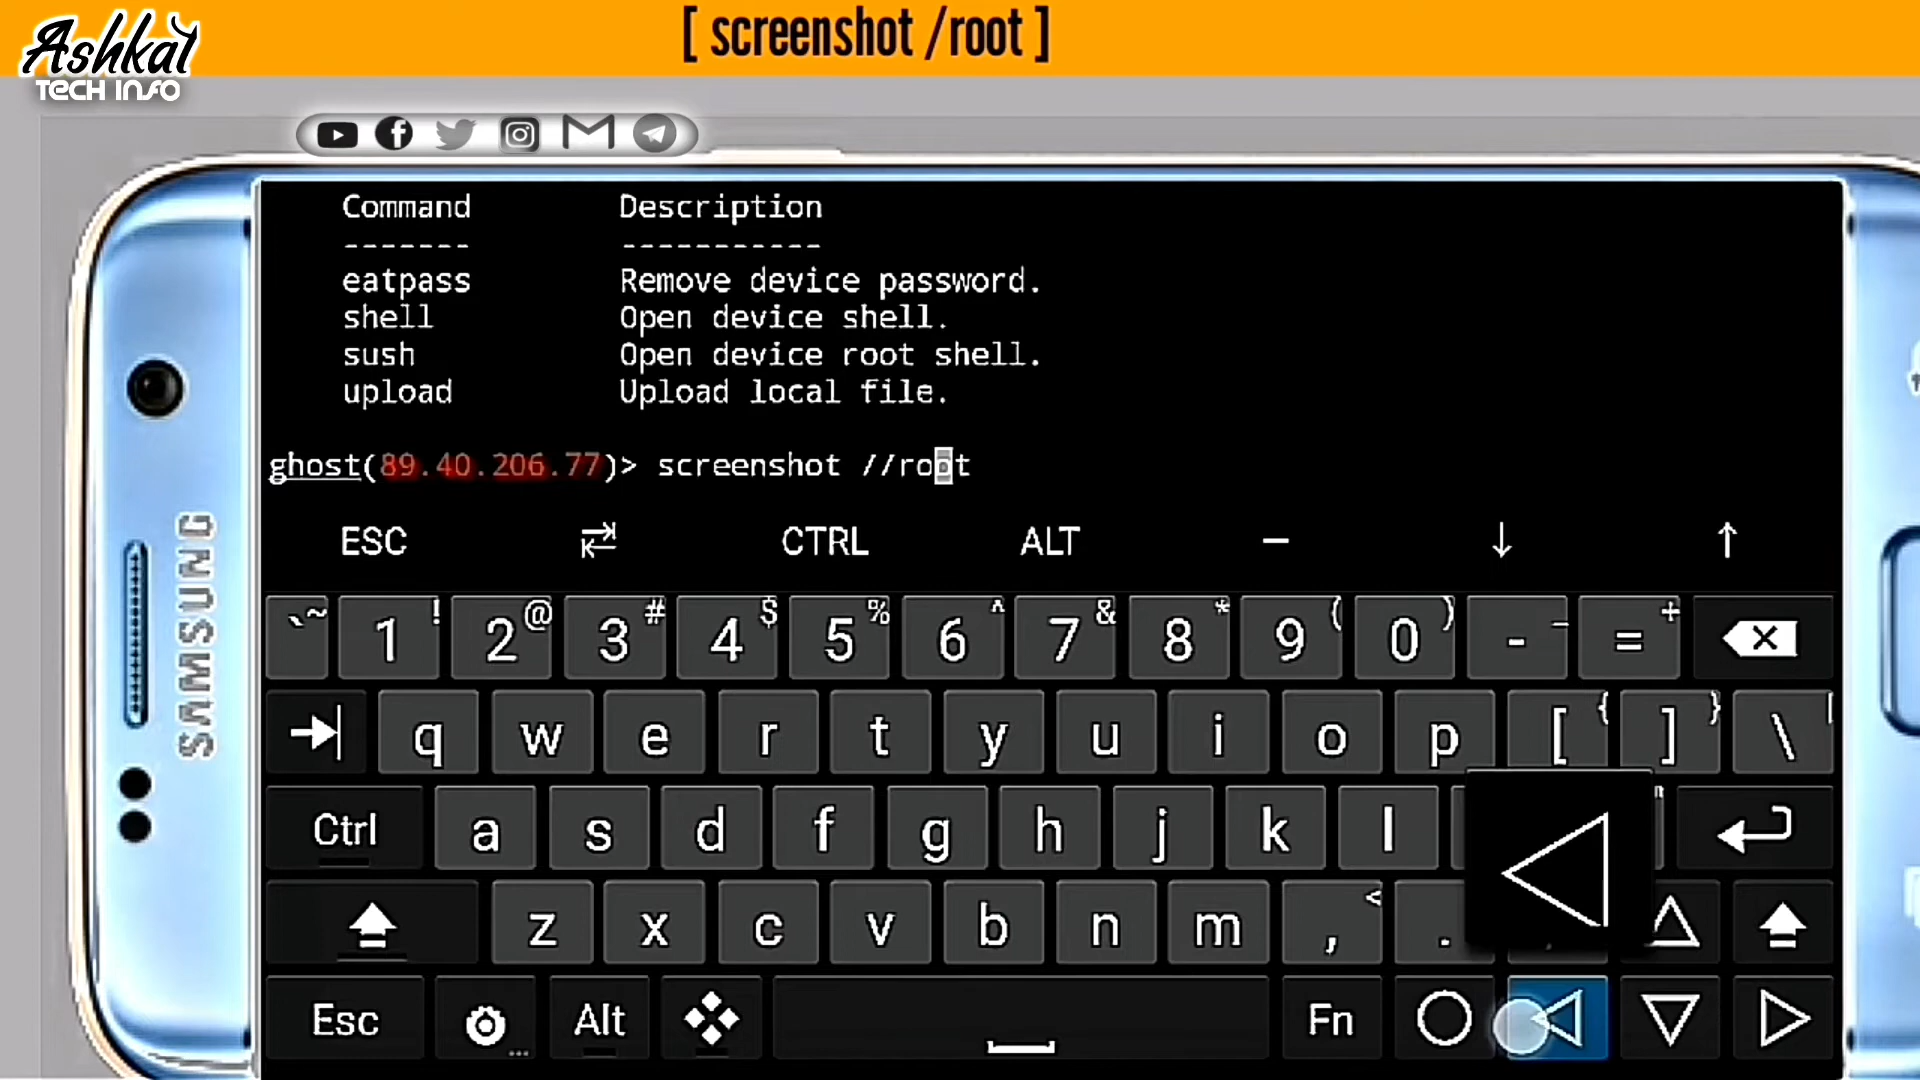 [ screenshot /root ]
Ashkal
TECH INFO
Command Description
------- -----------
eatpass Remove device password.
shell Open device shell.
sush Open device root shell.
upload Upload local file.
ghost(89.40.206.77)> screenshot //root
ESC CTRL ALT – ↓ ↑
` ~ 1 ! 2 @ 3 # 4 $ 5 % 6 ^ 7 & 8 * 9 ( 0 ) - _ = +
q w e r t y u i o p [ { ] } \ |
Ctrl a s d f g h j k l "
z x c v b n m , < .
Esc Alt Fn
SAMSUNG